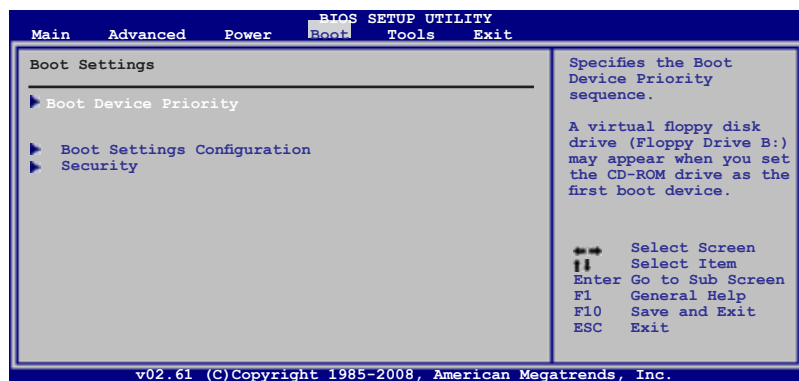 BIOS SETUP UTILITY
Main Advanced Power Boot Tools Exit
Boot Settings
Boot Device Priority
Boot Settings Configuration
Security
Specifies the Boot
Device Priority
sequence.
A virtual floppy disk
drive (Floppy Drive B:)
may appear when you set
the CD-ROM drive as the
first boot device.
Select Screen
Select Item
Enter Go to Sub Screen
F1 General Help
F10 Save and Exit
ESC Exit
v02.61 (C)Copyright 1985-2008, American Megatrends, Inc.